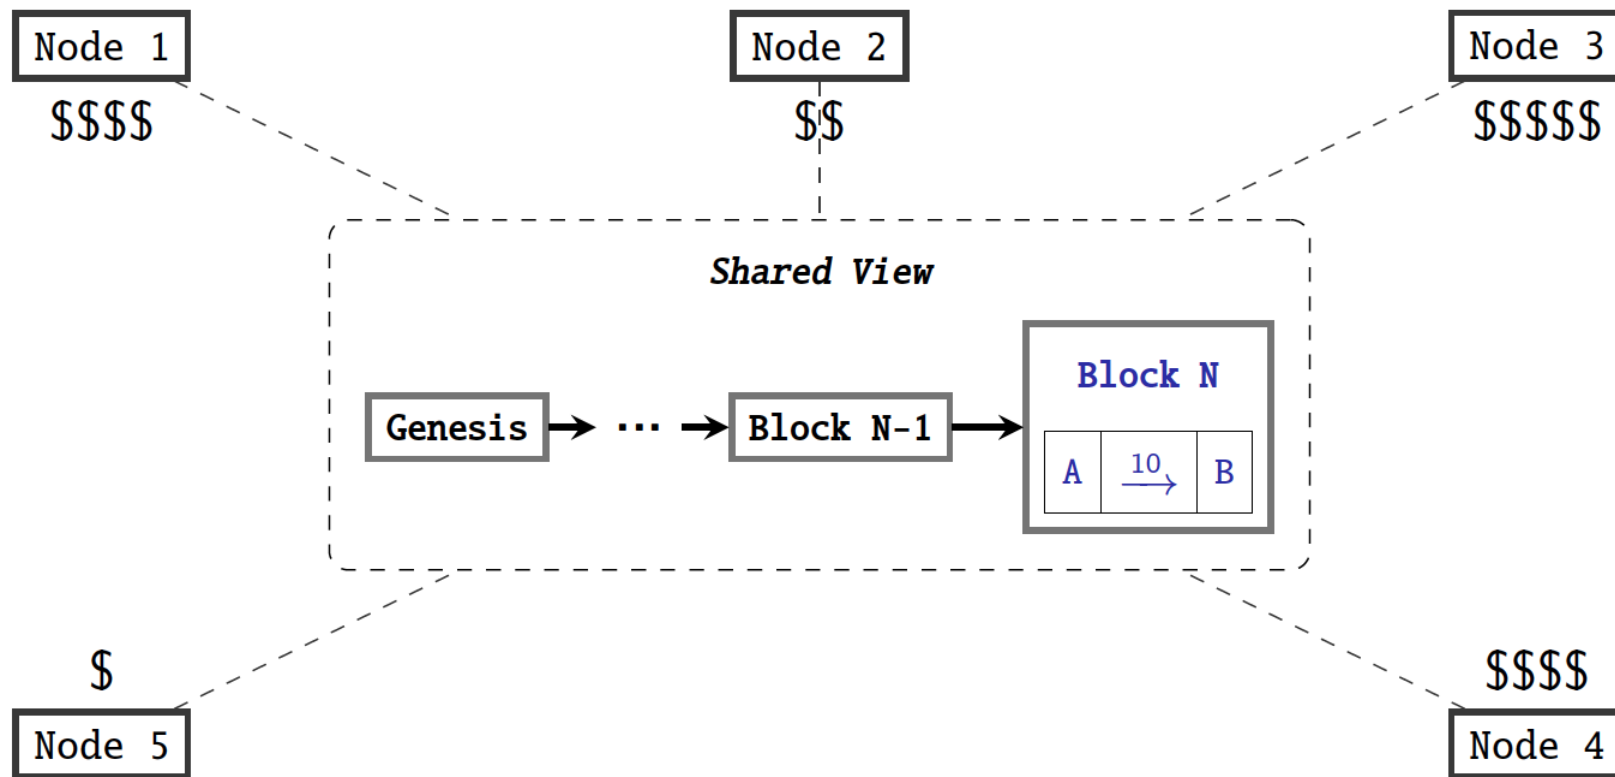 Node 1
Node 2
Node 3
$$$$
$$
$$$$$
Shared View
Block N
Genesis
...
Block N-1
10
A
B
$
$$$$
Node 5
Node 4